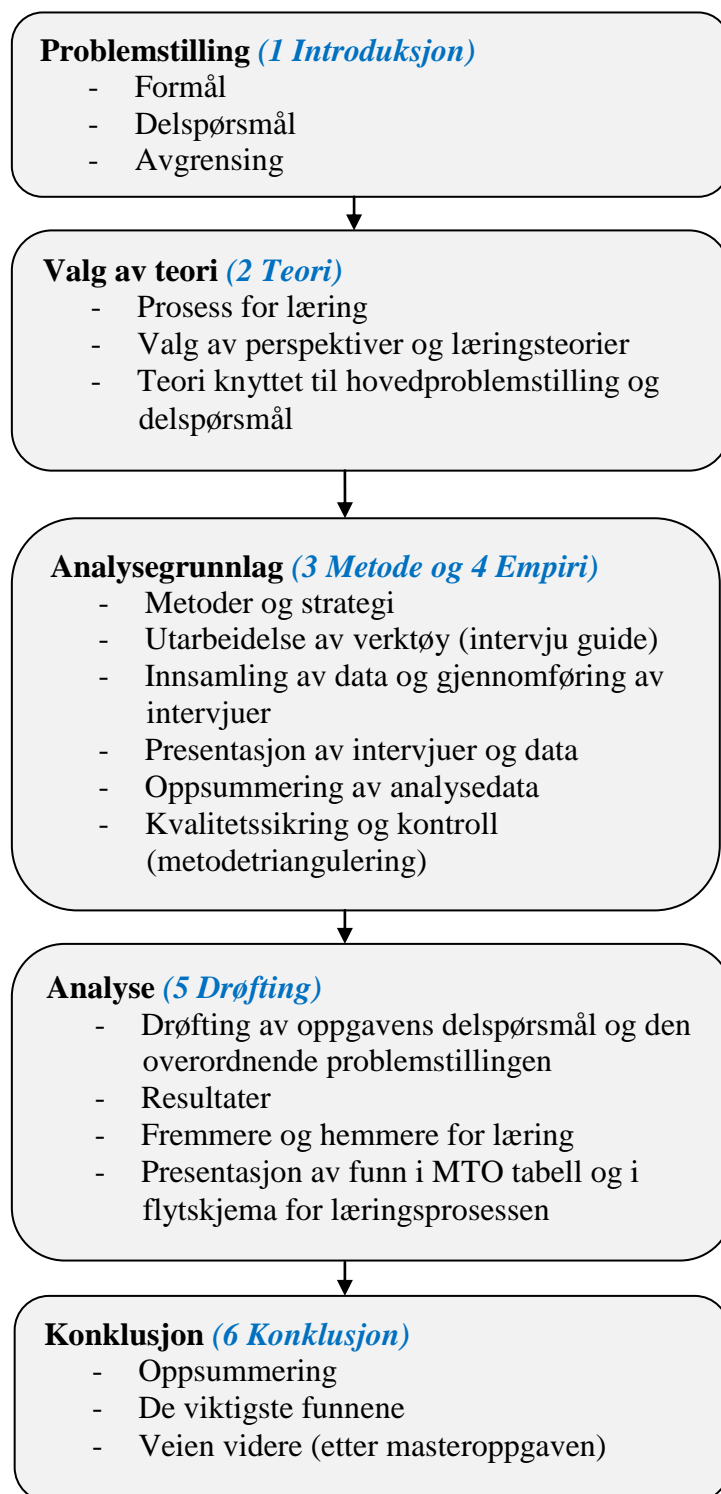 Problemstilling (1 Introduksjon)
- Formål
- Delspørsmål
- Avgrensing
Valg av teori (2 Teori)
- Prosess for læring
- Valg av perspektiver og læringsteorier
- Teori knyttet til hovedproblemstilling og
delspørsmål
Analysegrunnlag (3 Metode og 4 Empiri)
- Metoder og strategi
- Utarbeidelse av verktøy (intervju guide)
- Innsamling av data og gjennomføring av
intervjuer
- Presentasjon av intervjuer og data
- Oppsummering av analysedata
- Kvalitetssikring og kontroll
(metodetriangulering)
Analyse (5 Drøfting)
- Drøfting av oppgavens delspørsmål og den
overordnende problemstillingen
- Resultater
- Fremmere og hemmere for læring
- Presentasjon av funn i MTO tabell og i
flytskjema for læringsprosessen
Konklusjon (6 Konklusjon)
- Oppsummering
- De viktigste funnene
- Veien videre (etter masteroppgaven)